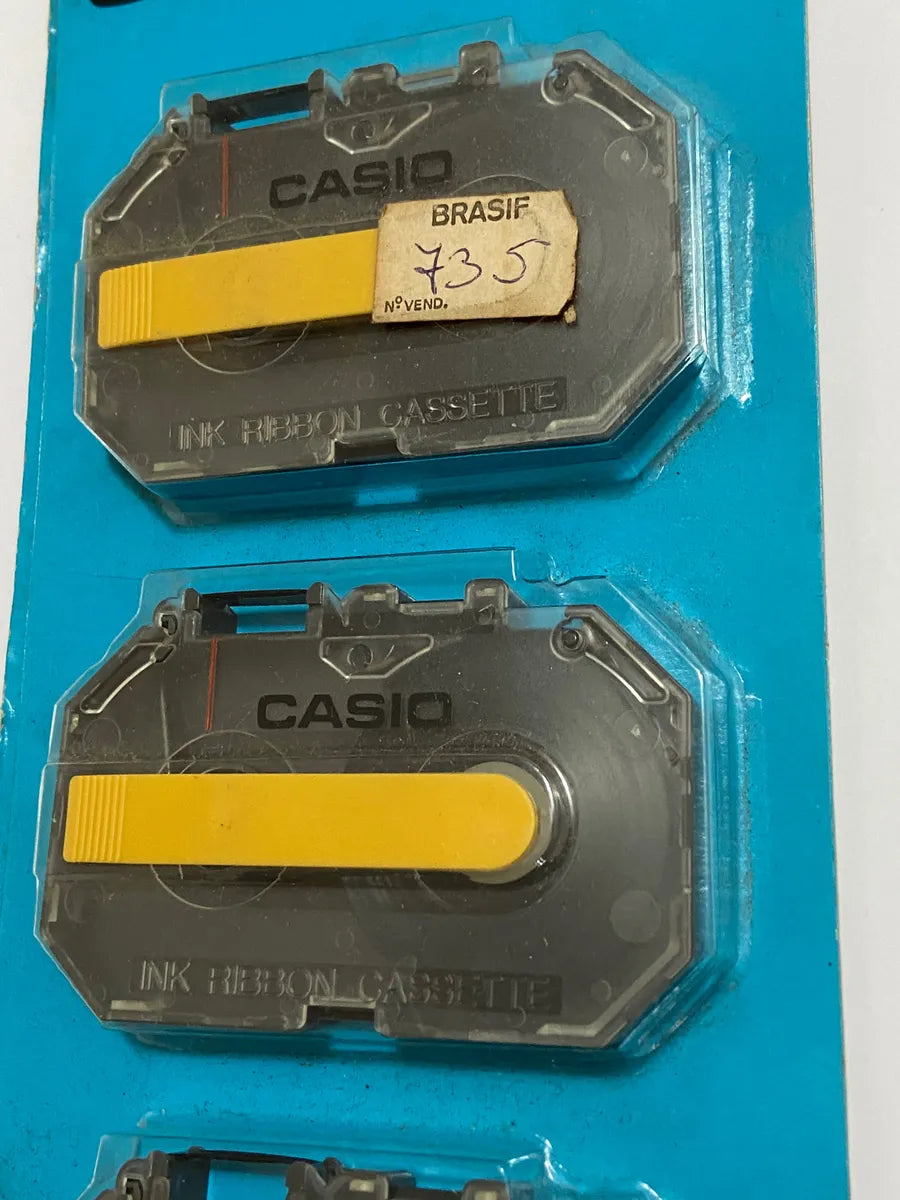 CASIO
BRASIF
735
Nº VEND.
INK RIBBON CASSETTE
CASIO
INK RIBBON CASSETTE